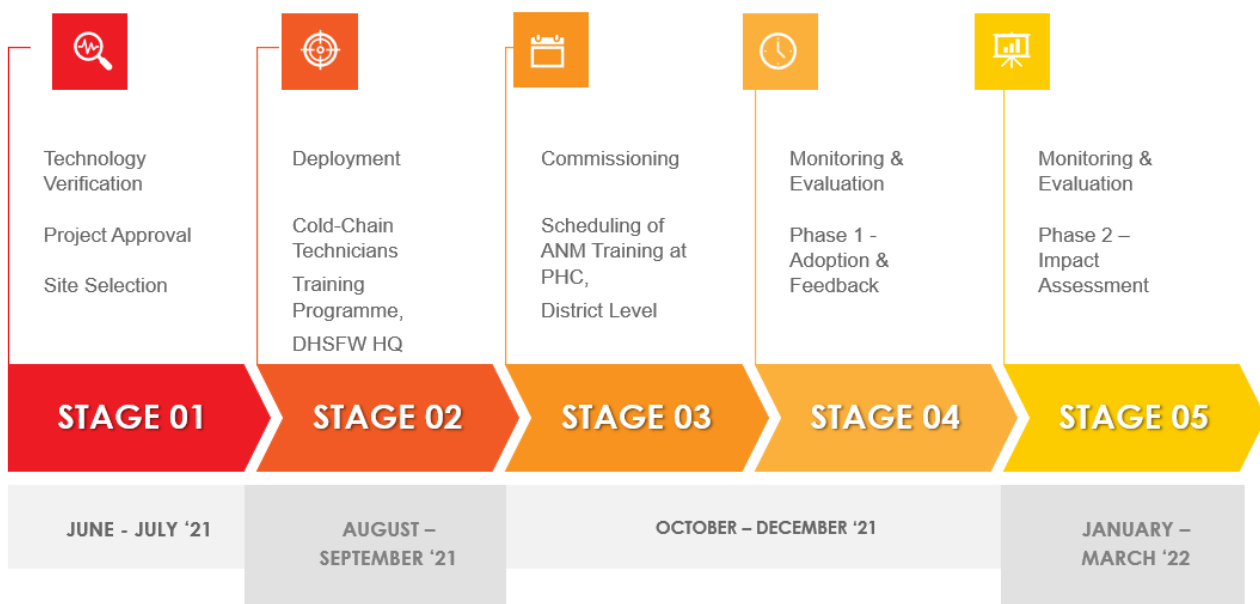 Technology
Verification
Project Approval
Site Selection
Deployment
Cold-Chain
Technicians
Training
Programme,
DHSFW HQ
Commissioning
Scheduling of
ANM Training at
PHC,
District Level
Monitoring &
Evaluation
Phase 1 -
Adoption &
Feedback
Monitoring &
Evaluation
Phase 2 –
Impact
Assessment
STAGE 01
STAGE 02
STAGE 03
STAGE 04
STAGE 05
JUNE - JULY ‘21
AUGUST –
SEPTEMBER ‘21
OCTOBER – DECEMBER ‘21
JANUARY –
MARCH ‘22